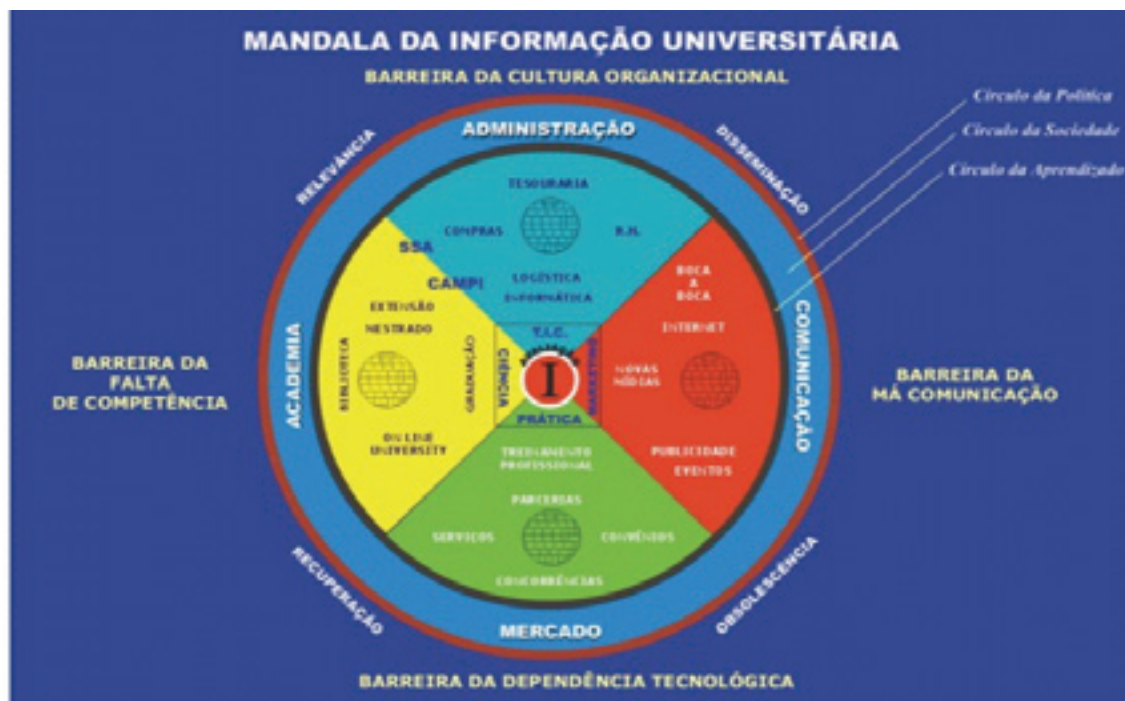 MANDALA DA INFORMAÇÃO UNIVERSITÁRIA
BARREIRA DA CULTURA ORGANIZACIONAL
Círculo da Política
Círculo da Sociedade
Círculo da Aprendizado
ADMINISTRAÇÃO
RELEVÂNCIA
DISSEMINAÇÃO
TESOURARIA
COMPRAS
R.H.
SSA
CAMPI
LOGÍSTICA
INFORMÁTICA
BOCA
A
BOCA
EXTENSÃO
MESTRADO
INTERNET
T.I.C.
BARREIRA DA
FALTA
DE COMPETÊNCIA
ACADEMIA
BIBLIOTECA
GRADUAÇÃO
CIÊNCIA
I
MARKETING
NOVAS
MÍDIAS
COMUNICAÇÃO
BARREIRA DA
MÁ COMUNICAÇÃO
PRÁTICA
ON LINE
UNIVERSITY
TREINAMENTO
PROFISSIONAL
PUBLICIDADE
EVENTOS
PARCERIAS
SERVIÇOS
CONVÊNIOS
CONCORRÊNCIAS
RECUPERAÇÃO
OBSOLESCÊNCIA
MERCADO
BARREIRA DA DEPENDÊNCIA TECNOLÓGICA